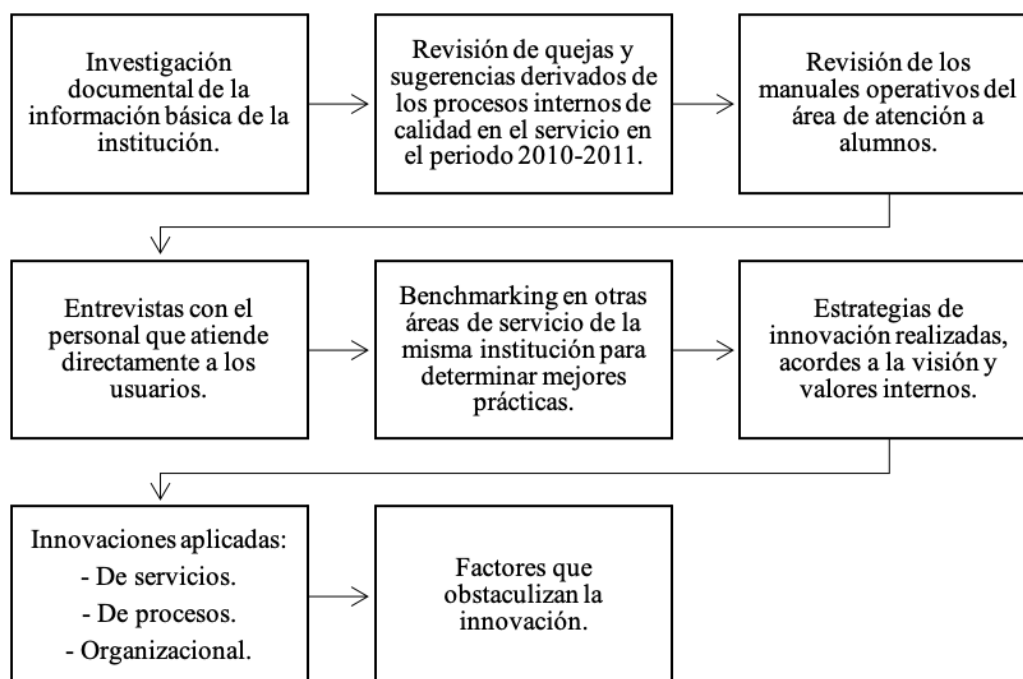 Investigación
documental de la
información básica de la
institución.
Revisión de quejas y
sugerencias derivados de
los procesos internos de
calidad en el servicio en
el periodo 2010-2011.
Revisión de los
manuales operativos del
área de atención a
alumnos.
Entrevistas con el
personal que atiende
directamente a los
usuarios.
Benchmarking en otras
áreas de servicio de la
misma institución para
determinar mejores
prácticas.
Estrategias de
innovación realizadas,
acordes a la visión y
valores internos.
Innovaciones aplicadas:
- De servicios.
- De procesos.
- Organizacional.
Factores que
obstaculizan la
innovación.